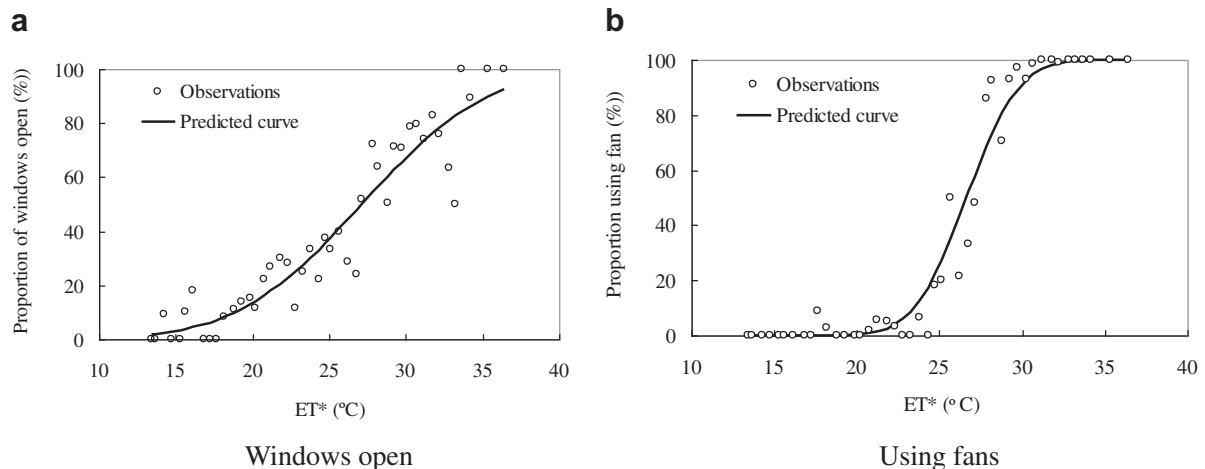 a
100
80
60
40
20
0
Proportion of windows open (%))
Observations
Predicted curve
10 15 20 25 30 35 40
ET* (ºC)
Windows open
b
100
80
60
40
20
0
Proportion using fan (%))
Observations
Predicted curve
10 15 20 25 30 35 40
ET* (º C)
Using fans